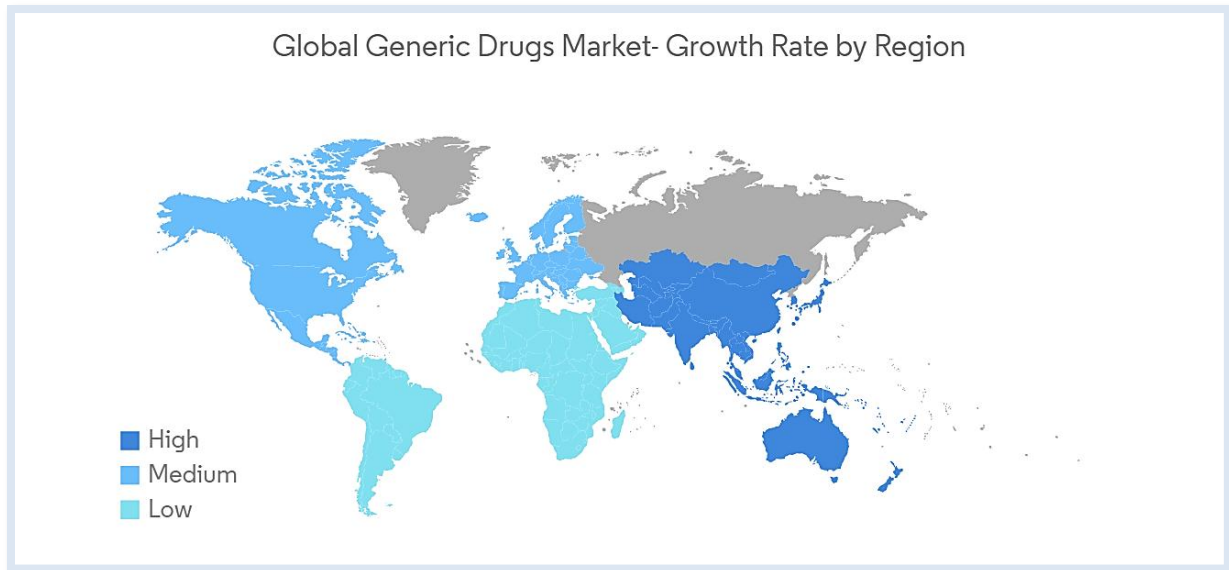 Global Generic Drugs Market- Growth Rate by Region
High
Medium
Low